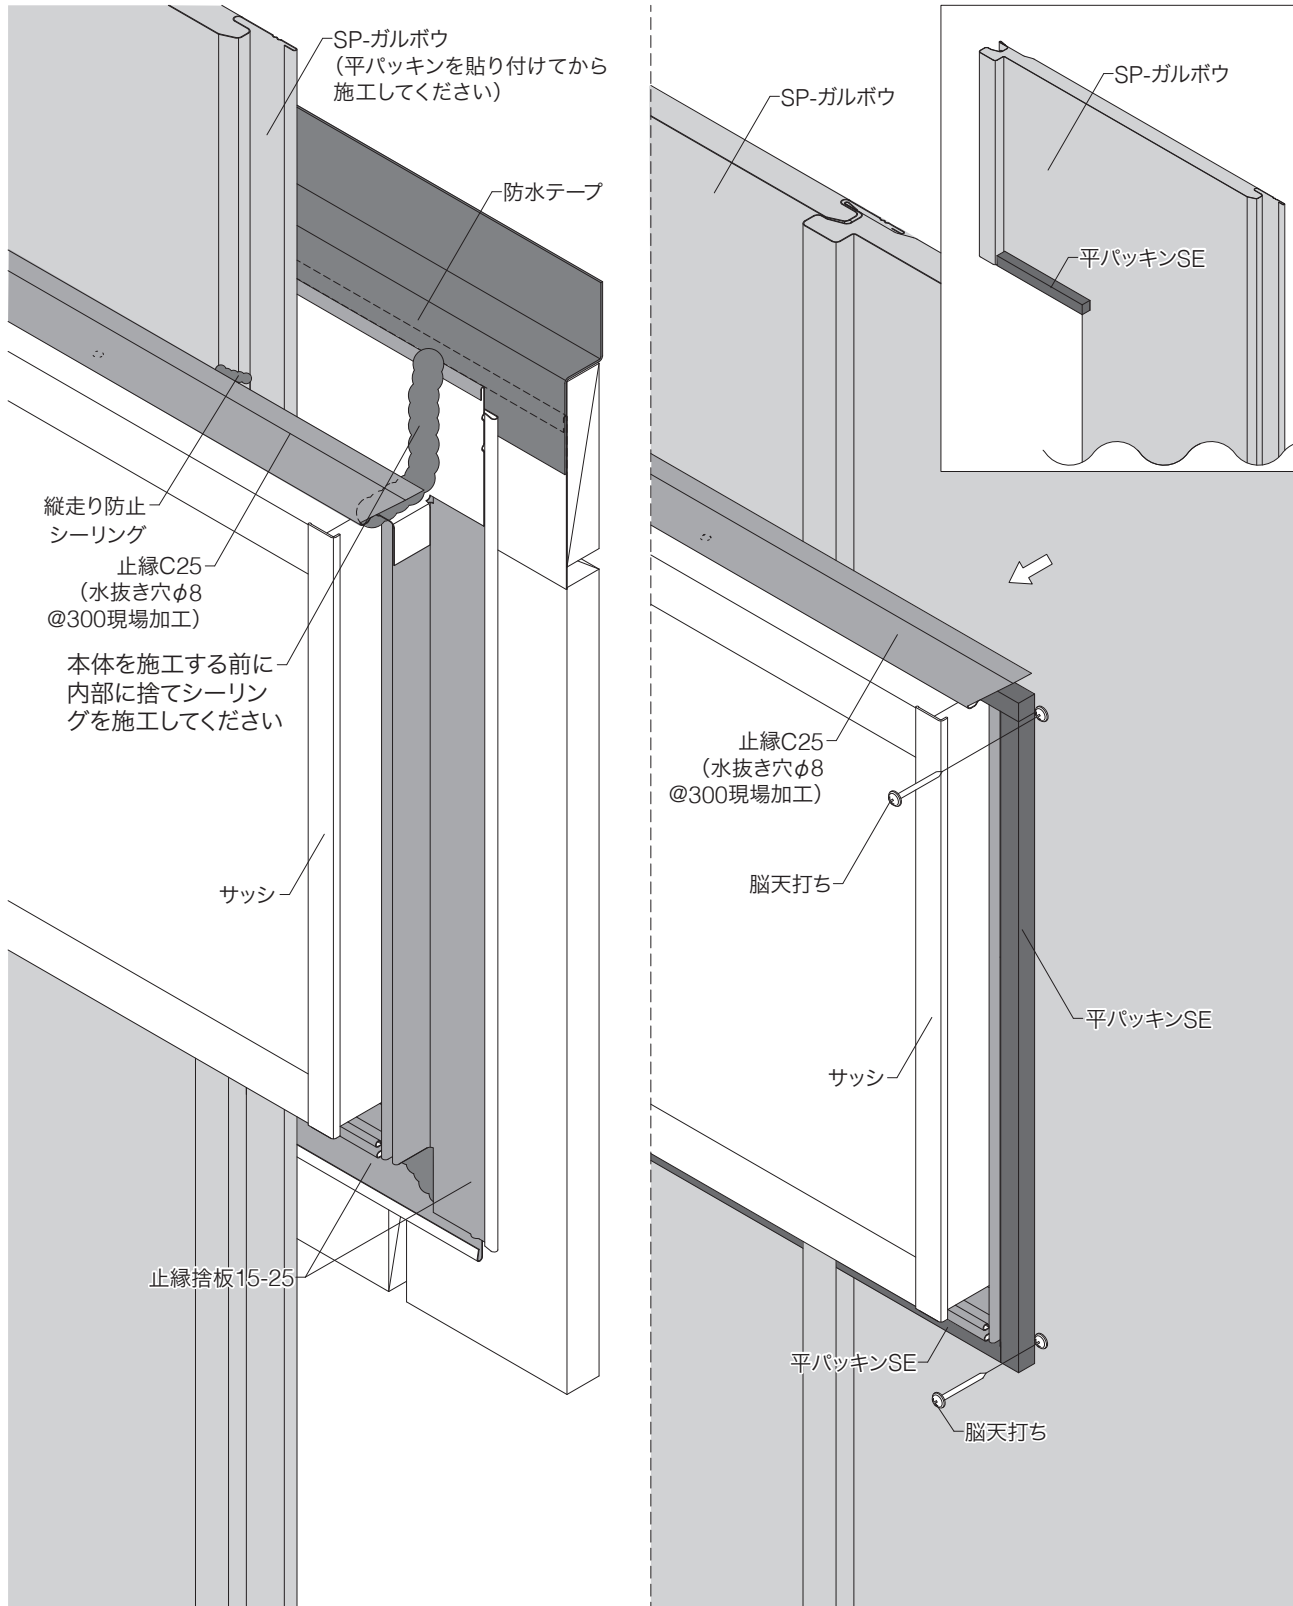 SP-ガルボウ
（平パッキンを貼り付けてから
施工してください）
防水テープ
縦走り防止
シーリング
止縁C25
（水抜き穴φ8
@300現場加工）
本体を施工する前に
内部に捨てシーリン
グを施工してください
サッシ
止縁捨板15-25
SP-ガルボウ
SP-ガルボウ
平パッキンSE
止縁C25
（水抜き穴φ8
@300現場加工）
脳天打ち
平パッキンSE
サッシ
平パッキンSE
脳天打ち